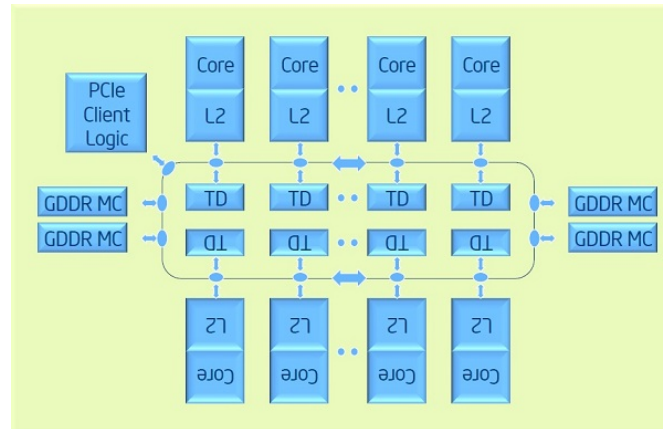 Core Core Core Core
PCIe
Client
Logic
L2 L2 L2 L2
GDDR MC TD TD TD TD GDDR MC
GDDR MC TD TD TD TD GDDR MC
L2 L2 L2 L2
Core Core Core Core